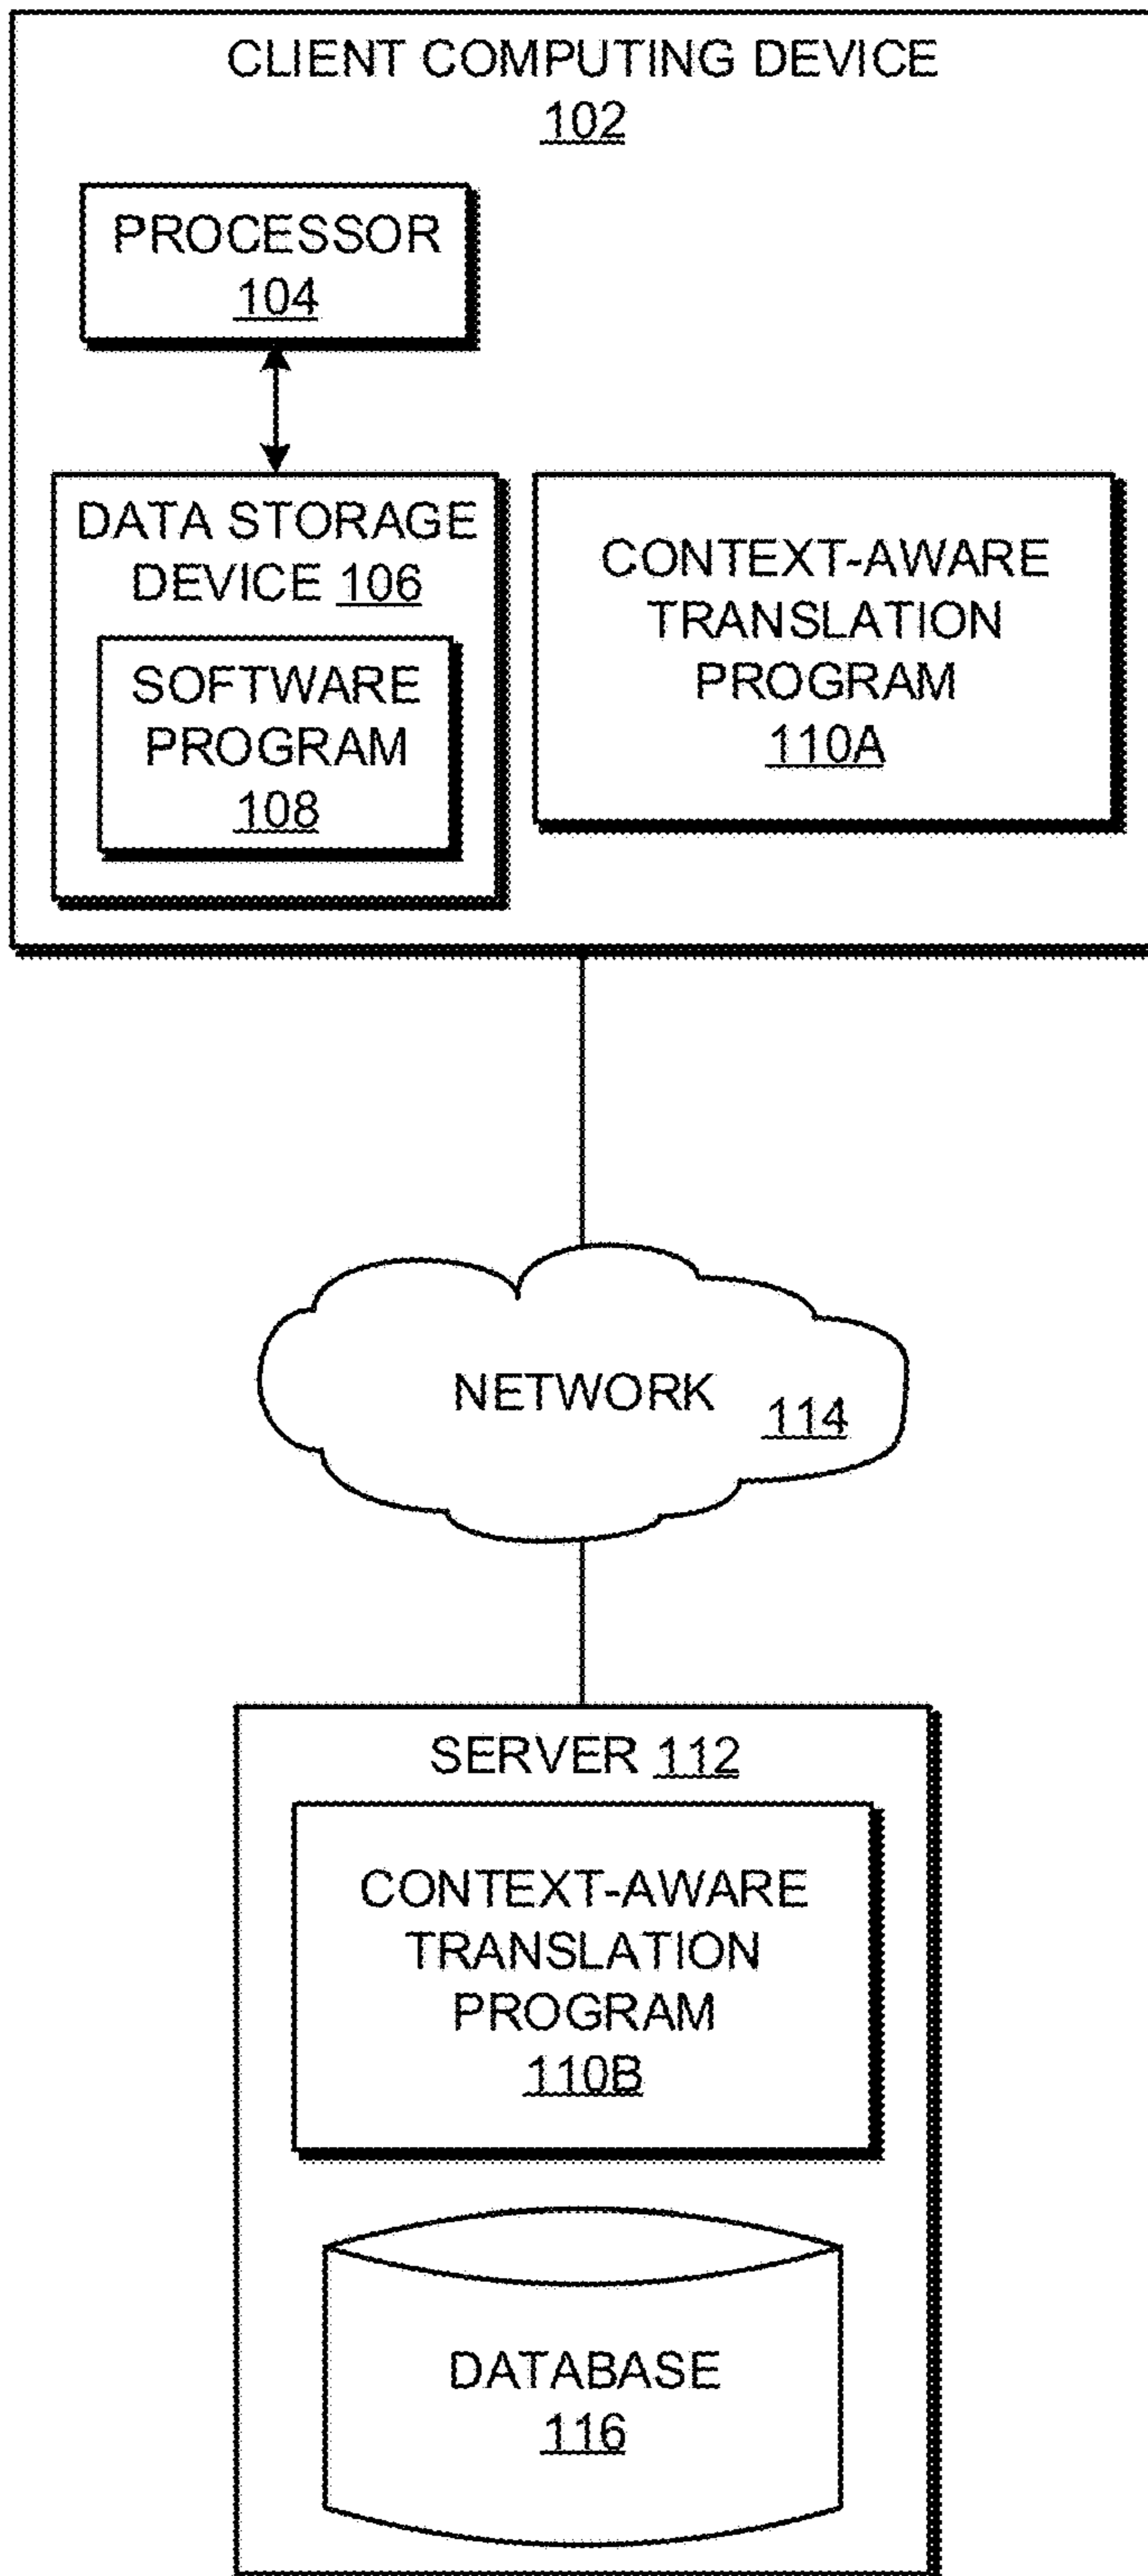 CLIENT COMPUTING DEVICE
102
PROCESSOR
104
DATA STORAGE
DEVICE 106
SOFTWARE
PROGRAM
108
CONTEXT-AWARE
TRANSLATION
PROGRAM
110A
NETWORK 114
SERVER 112
CONTEXT-AWARE
TRANSLATION
PROGRAM
110B
DATABASE
116